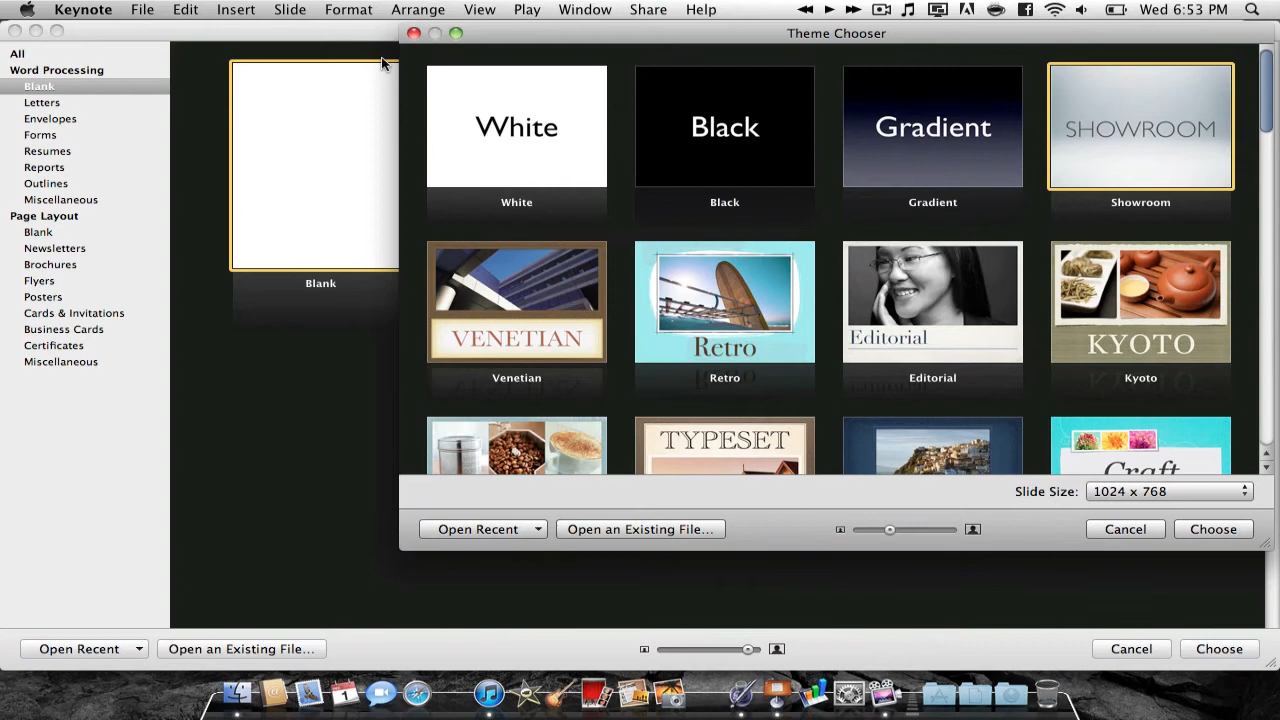 Keynote File Edit Insert Slide Format Arrange View Play Window Share Help Wed 6:53 PM
Theme Chooser
All
Word Processing
Blank
Letters
Envelopes
Forms
Resumes
Reports
Outlines
Miscellaneous
Page Layout
Blank
Newsletters
Brochures
Flyers
Posters
Cards & Invitations
Business Cards
Certificates
Miscellaneous
Blank
White Black Gradient SHOWROOM
White Black Gradient Showroom
VENETIAN Retro Editorial KYOTO
Venetian Retro Editorial Kyoto
TYPESET Craft
Slide Size: 1024 x 768
Open Recent Open an Existing File... Cancel Choose
Open Recent Open an Existing File... Cancel Choose
1